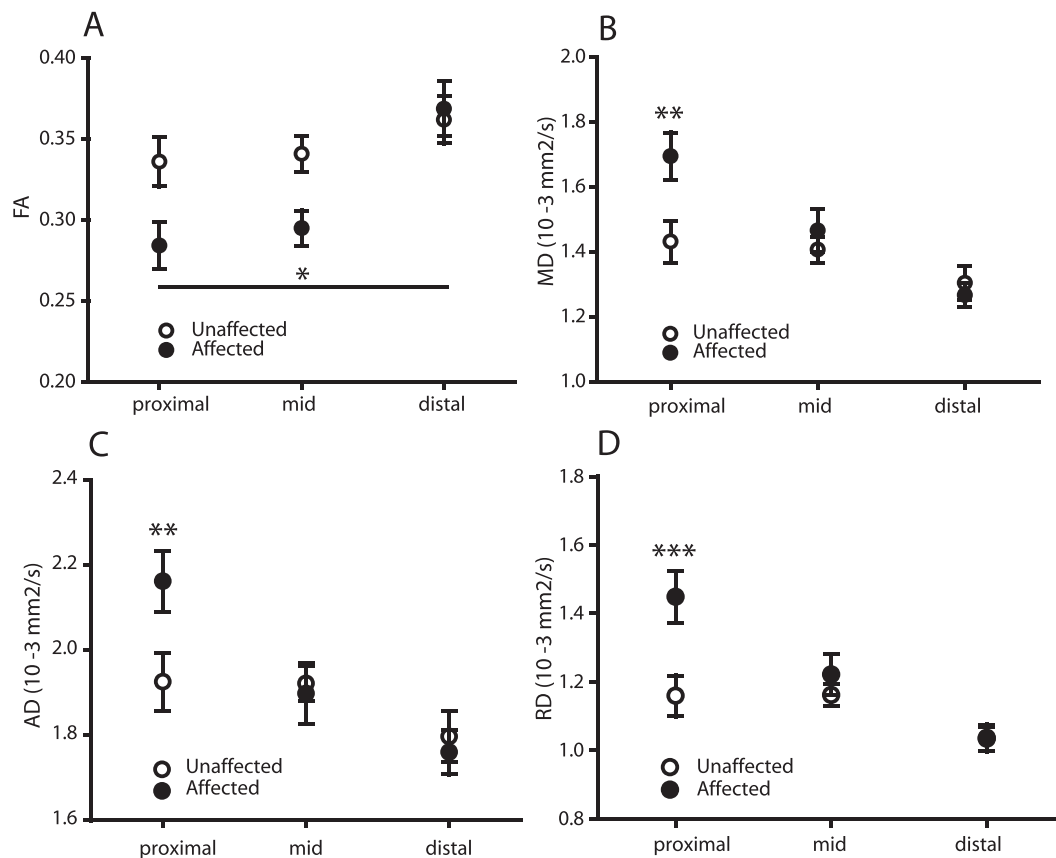 A
0.40
0.35
0.30
0.25
0.20
FA
*
Unaffected
Affected
proximal mid distal
B
2.0
1.8
1.6
1.4
1.2
1.0
MD (10 -3 mm2/s)
**
Unaffected
Affected
proximal mid distal
C
2.4
2.2
2.0
1.8
1.6
AD (10 -3 mm2/s)
**
Unaffected
Affected
proximal mid distal
D
1.8
1.6
1.4
1.2
1.0
0.8
RD (10 -3 mm2/s)
***
Unaffected
Affected
proximal mid distal